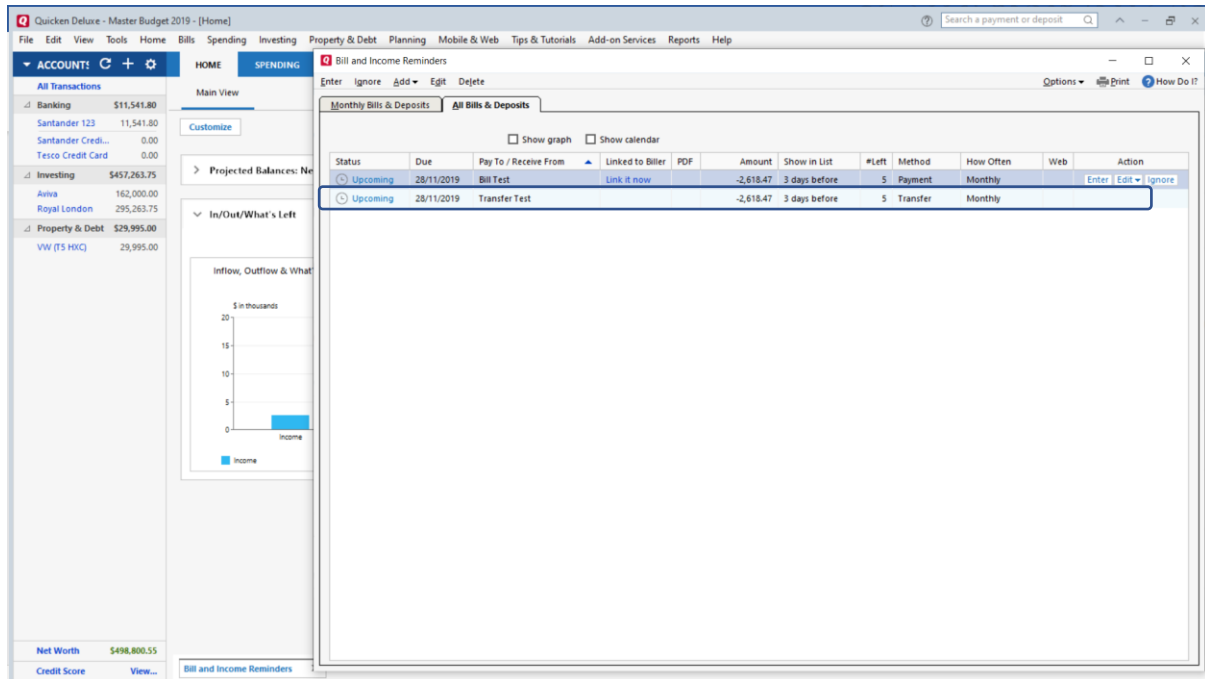 Quicken Deluxe - Master Budget 2019 - [Home]
Search a payment or deposit
File Edit View Tools Home Bills Spending Investing Property & Debt Planning Mobile & Web Tips & Tutorials Add-on Services Reports Help
ACCOUNTS
All Transactions
Banking $11,541.80
Santander 123 11,541.80
Santander Credi... 0.00
Tesco Credit Card 0.00
Investing $457,263.75
Aviva 162,000.00
Royal London 295,263.75
Property & Debt $29,995.00
VW (T5 HXC) 29,995.00
Net Worth $498,800.55
Credit Score View...
HOME SPENDING
Main View
Customize
Projected Balances: Ne
In/Out/What's Left
Inflow, Outflow & What'
$ in thousands
20
15
10
5
0
Income
Income
Bill and Income Reminders
Bill and Income Reminders
Enter Ignore Add Edit Delete Options Print How Do I?
Monthly Bills & Deposits All Bills & Deposits
Show graph Show calendar
Status Due Pay To / Receive From Linked to Biller PDF Amount Show in List #Left Method How Often Web Action
Upcoming 28/11/2019 Bill Test Link it now -2,618.47 3 days before 5 Payment Monthly Enter Edit Ignore
Upcoming 28/11/2019 Transfer Test -2,618.47 3 days before 5 Transfer Monthly